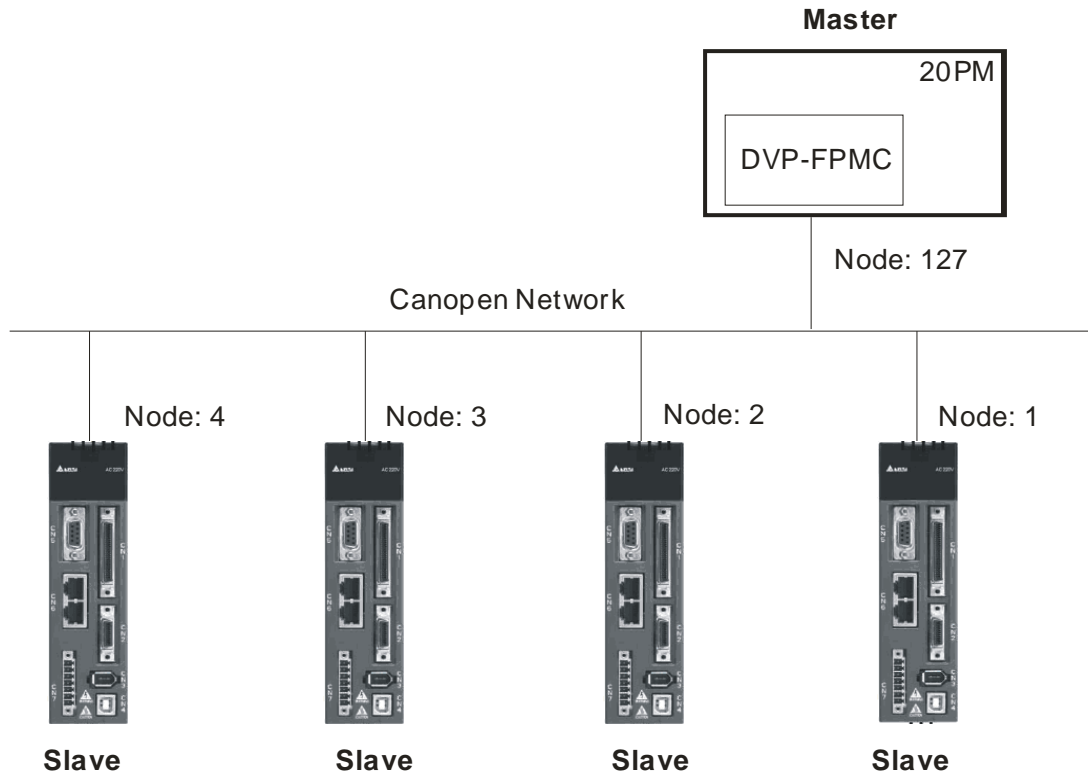 Master
20PM
DVP-FPMC
Node: 127
Canopen Network
Node: 4
Node: 3
Node: 2
Node: 1
Slave
Slave
Slave
Slave